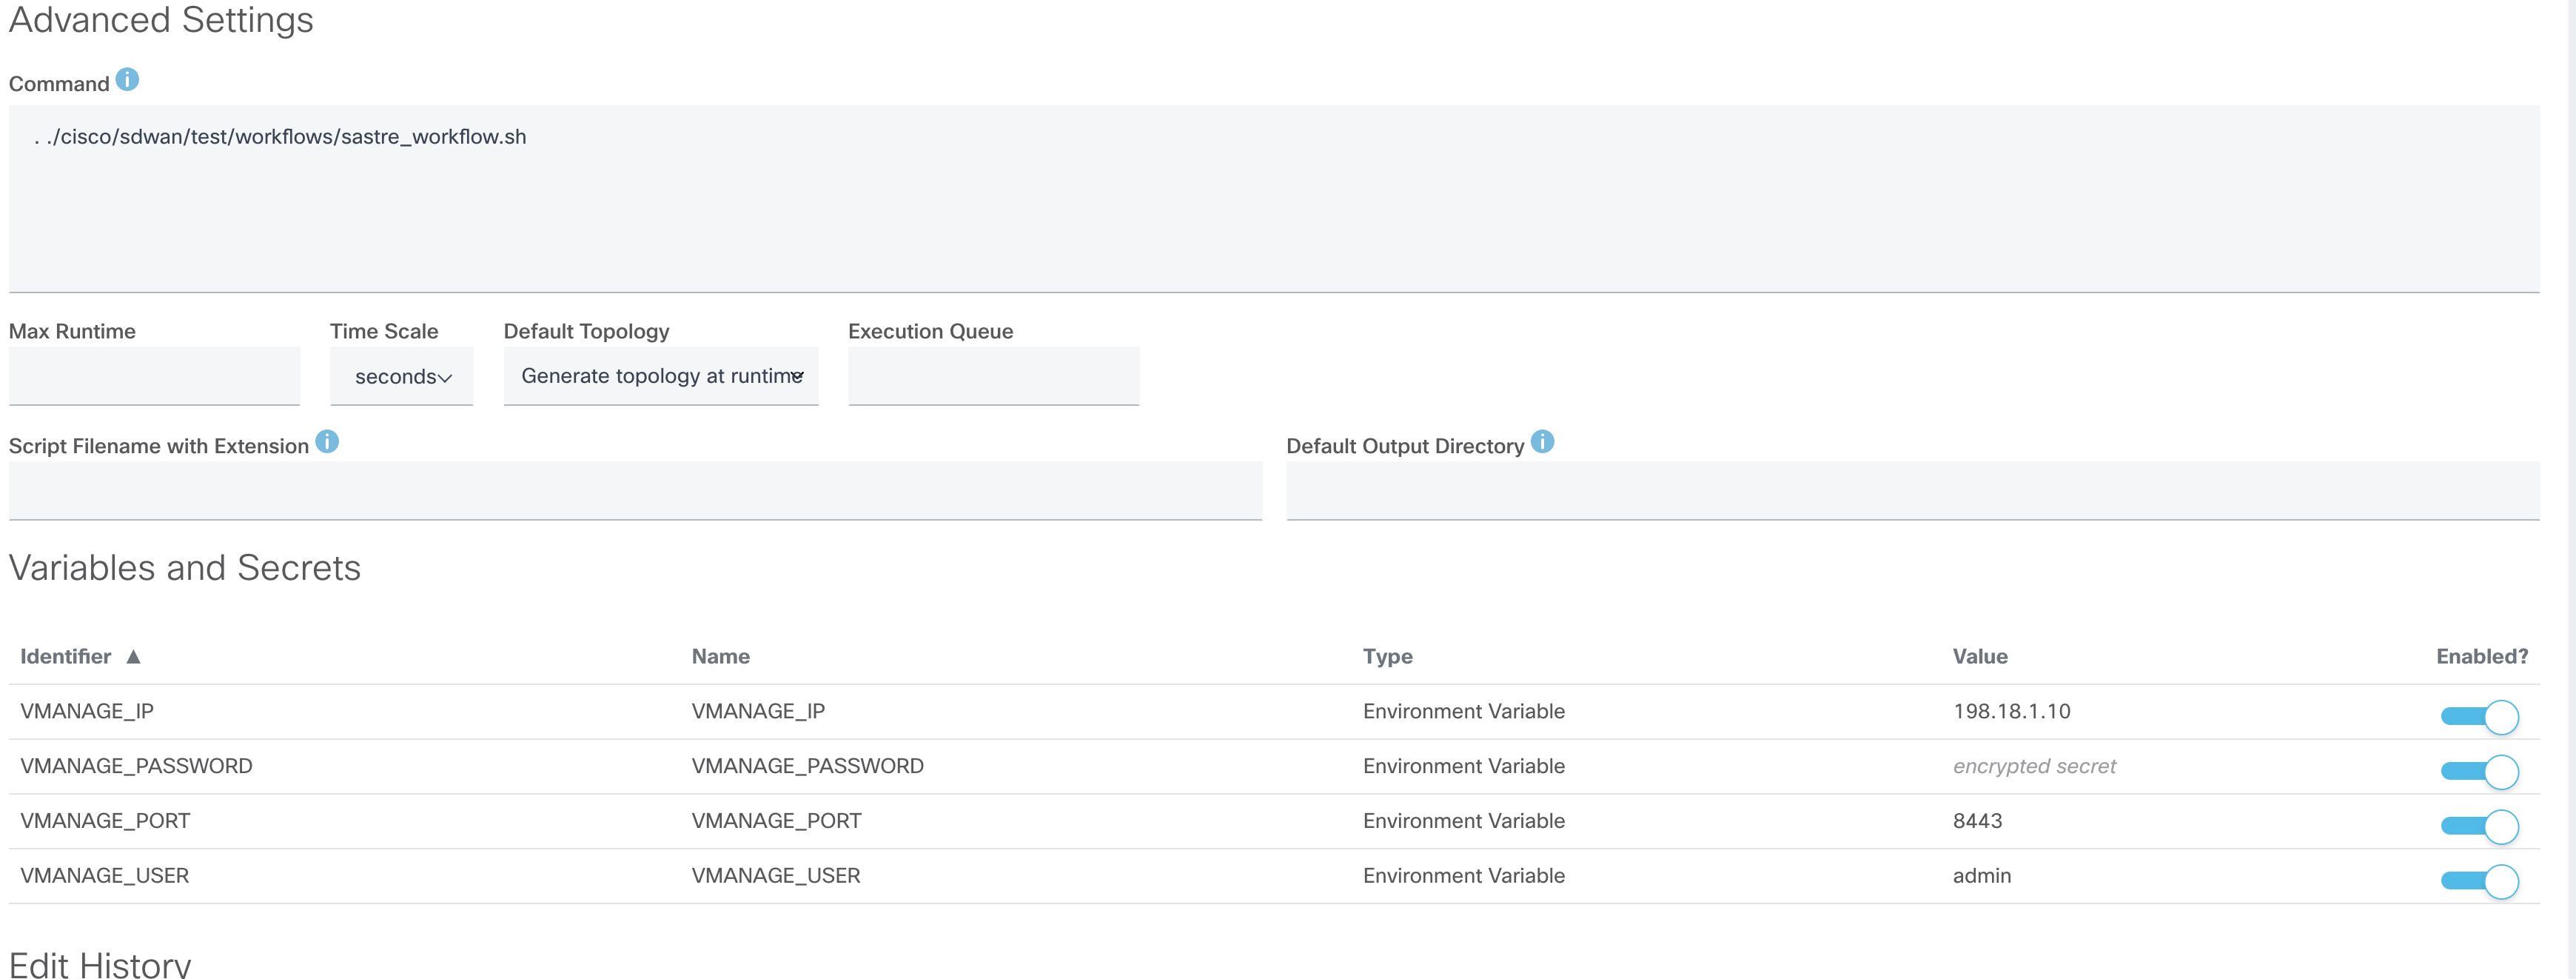 Advanced Settings
Command
. ./cisco/sdwan/test/workflows/sastre_workflow.sh
Max Runtime Time Scale Default Topology Execution Queue
seconds Generate topology at runtime
Script Filename with Extension Default Output Directory
Variables and Secrets
Identifier ▲ Name Type Value Enabled?
VMANAGE_IP VMANAGE_IP Environment Variable 198.18.1.10
VMANAGE_PASSWORD VMANAGE_PASSWORD Environment Variable encrypted secret
VMANAGE_PORT VMANAGE_PORT Environment Variable 8443
VMANAGE_USER VMANAGE_USER Environment Variable admin
Edit History